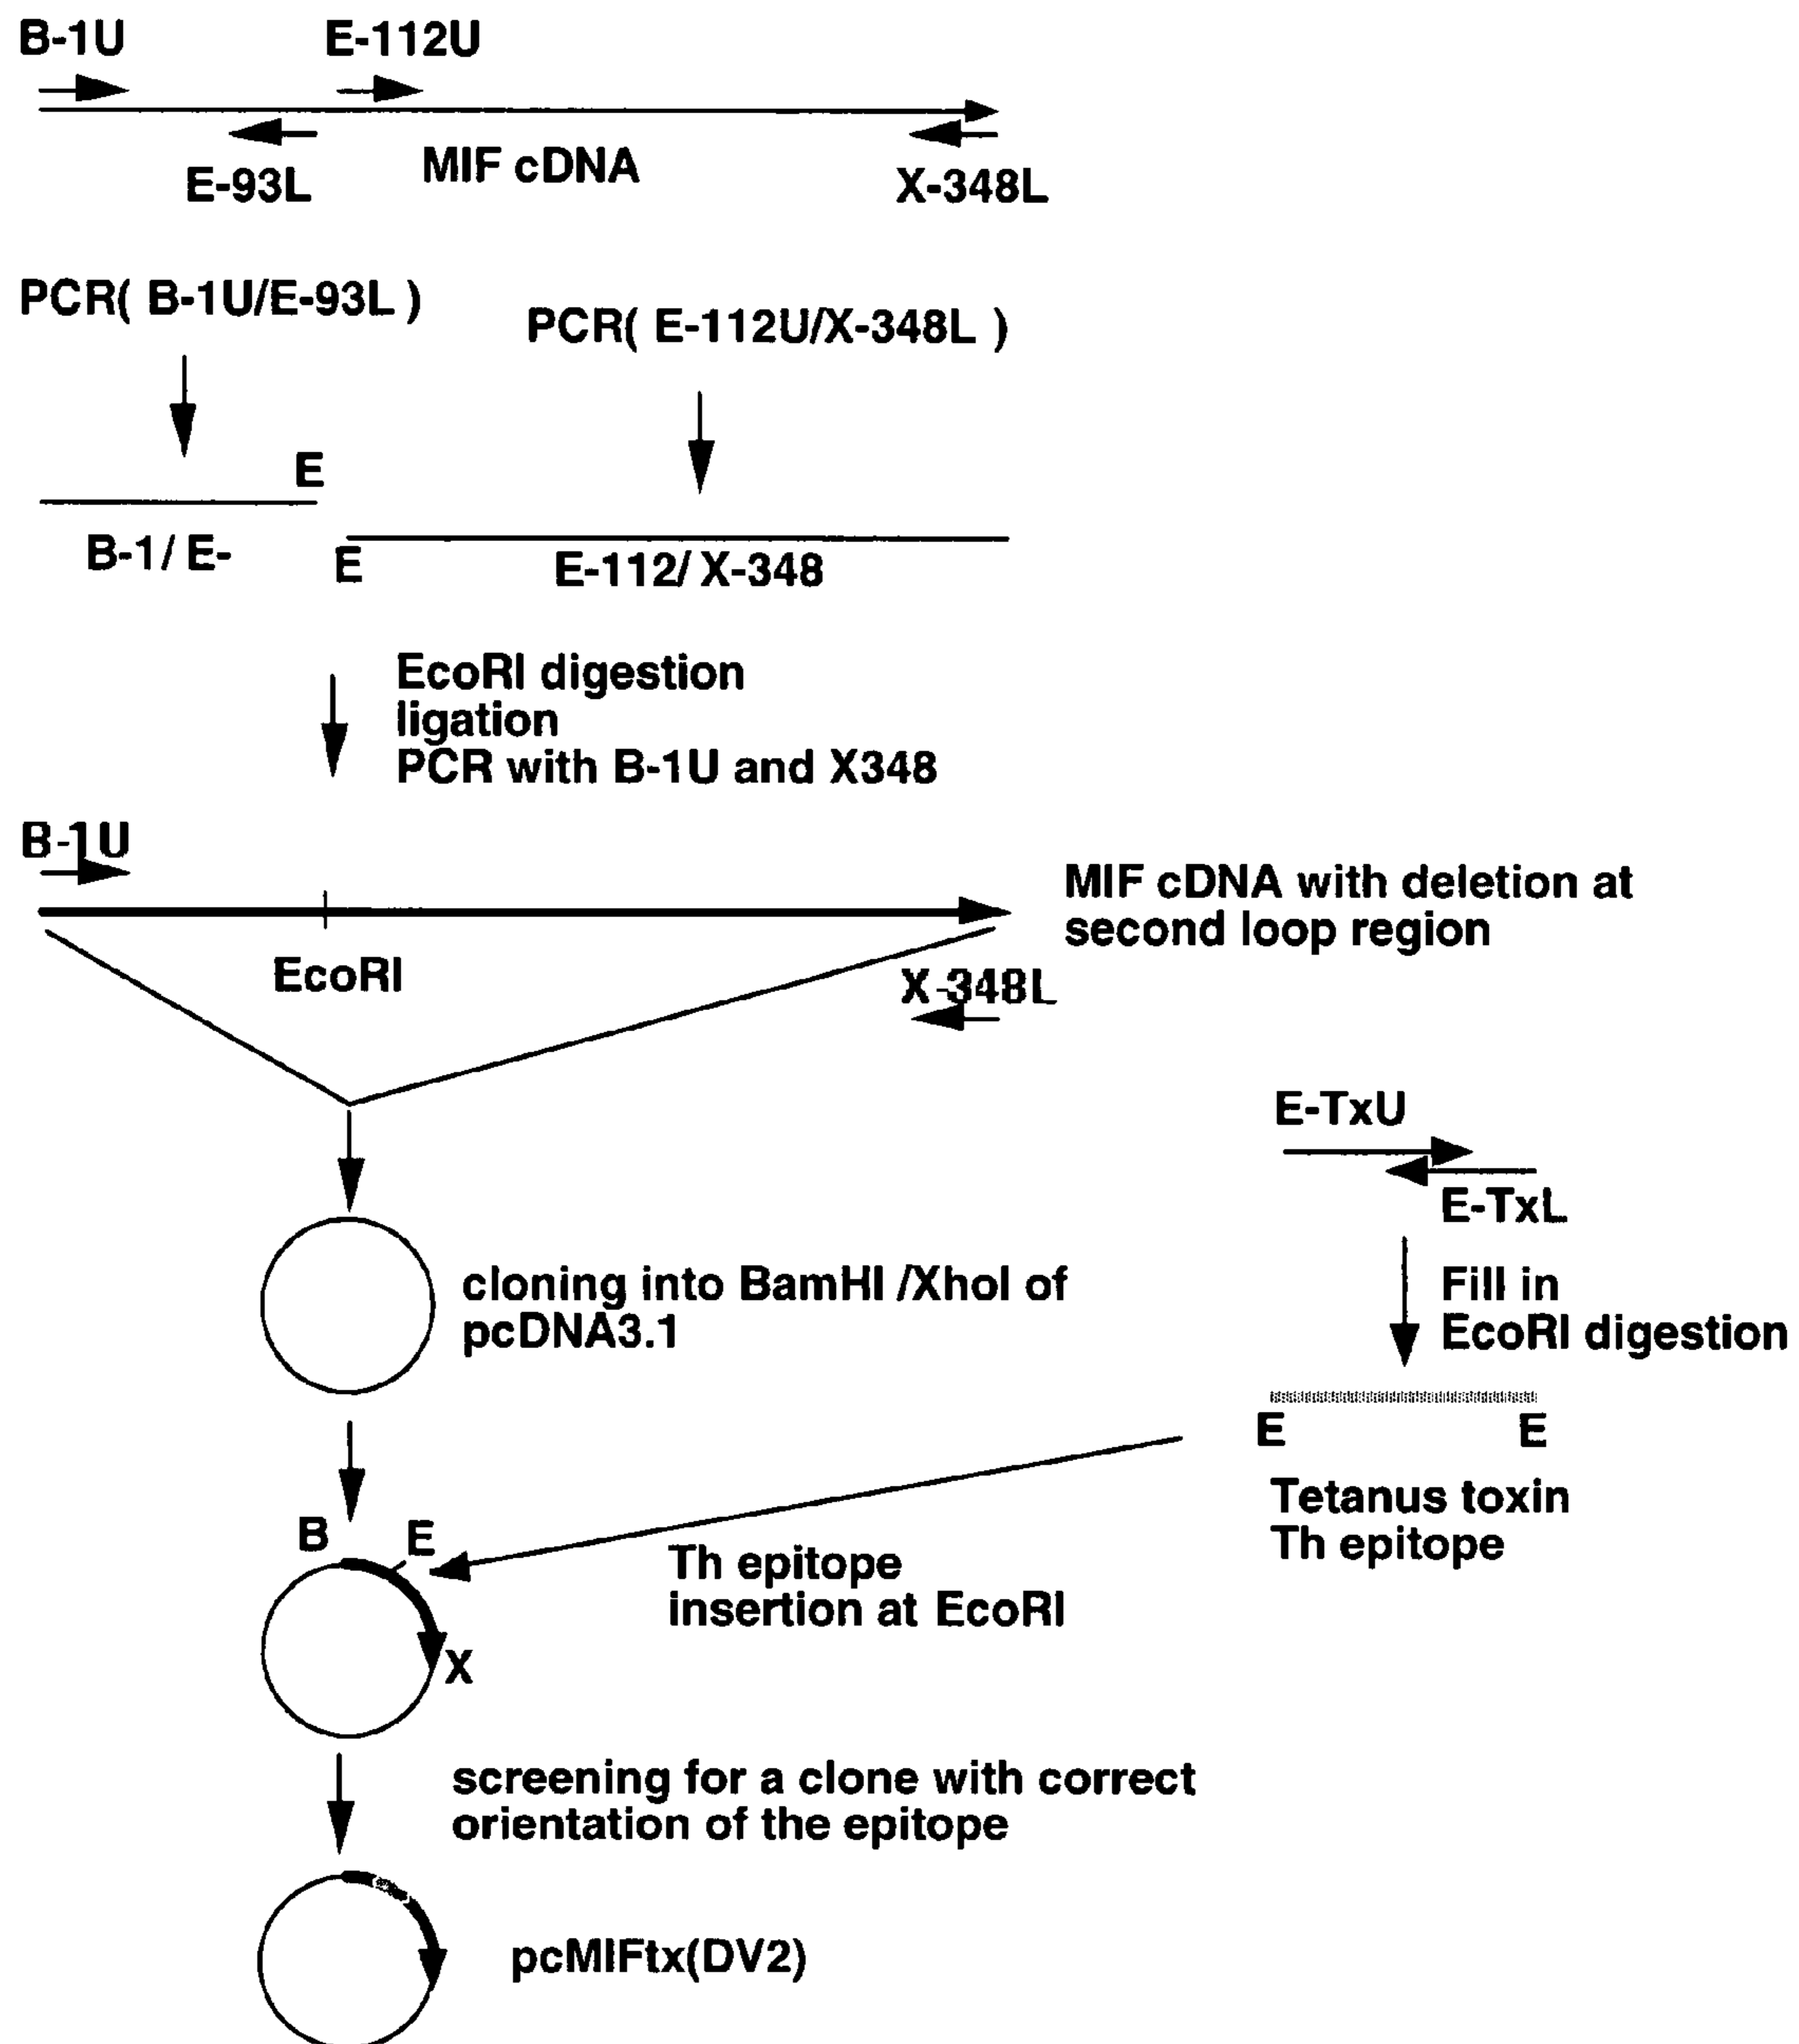 B-1U
E-112U
E-93L
MIF cDNA
X-348L
PCR( B-1U/E-93L )
PCR( E-112U/X-348L )
E
B-1/ E-
E
E-112/ X-348
EcoRI digestion
ligation
PCR with B-1U and X348
B-1U
MIF cDNA with deletion at
second loop region
EcoRI
X-348L
E-TxU
E-TxL
cloning into BamHI /XhoI of
pcDNA3.1
Fill in
EcoRI digestion
E
E
Tetanus toxin
Th epitope
B
E
Th epitope
insertion at EcoRI
X
screening for a clone with correct
orientation of the epitope
pcMIFtx(DV2)